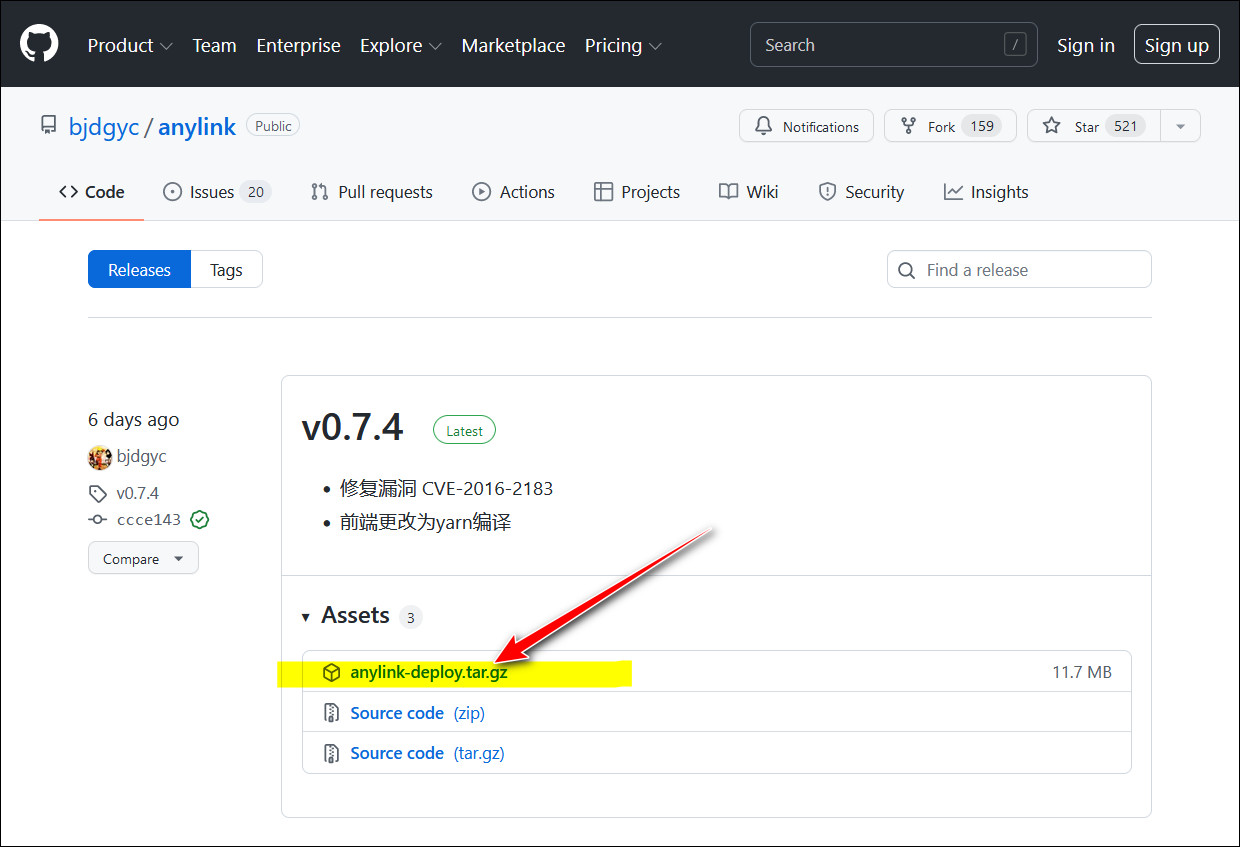 Product Team Enterprise Explore Marketplace Pricing Search / Sign in Sign up
bjdgyc / anylink Public Notifications Fork 159 Star 521
Code Issues 20 Pull requests Actions Projects Wiki Security Insights
Releases Tags Find a release
6 days ago
bjdgyc
v0.7.4
ccce143
Compare
v0.7.4 Latest
• 修复漏洞 CVE-2016-2183
• 前端更改为yarn编译
Assets 3
anylink-deploy.tar.gz 11.7 MB
Source code (zip)
Source code (tar.gz)